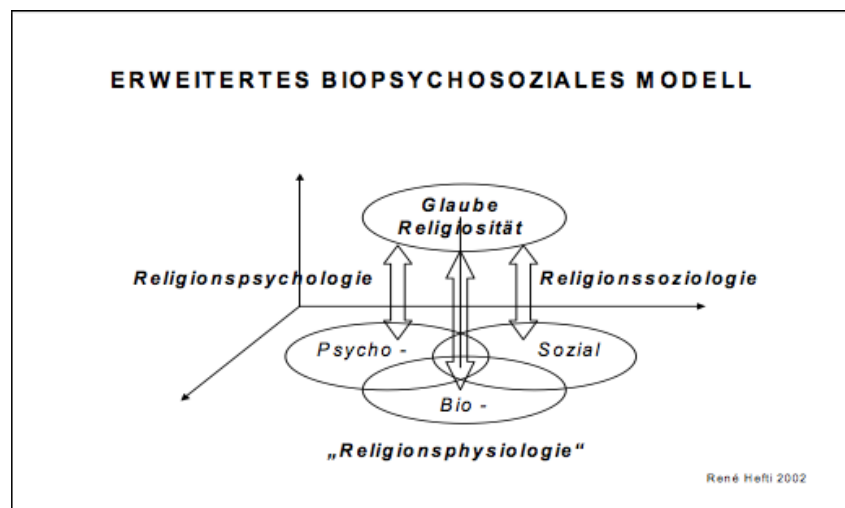 ERWEITERTES BIOPSYCHOSOZIALES MODELL
Glaube
Religiosität
Religionspsychologie
Religionssoziologie
Psycho -
Sozial
Bio -
„Religionsphysiologie“
René Hefti 2002